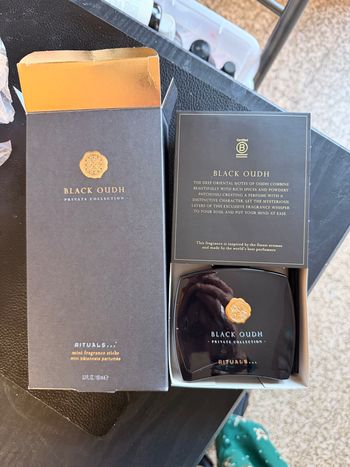 BLACK OUDH
PRIVATE COLLECTION
RITUALS...
mini fragrance sticks
mini bâtonnets parfumés
Certified
B
Corporation
BLACK OUDH
THE DEEP ORIENTAL NOTES OF OUDH COMBINE
BEAUTIFULLY WITH RICH SPICES AND POWDERY
PATCHOULI CREATING A PERFUME WITH A
DISTINCTIVE CHARACTER. LET THE MYSTERIOUS
LAYERS OF THIS EXCLUSIVE FRAGRANCE WHISPER
TO YOUR SOUL AND PUT YOUR MIND AT EASE.
This fragrance is inspired by the finest aromas
and made by the world's best perfumers
BLACK OUDH
· PRIVATE COLLECTION ·
RITUALS...